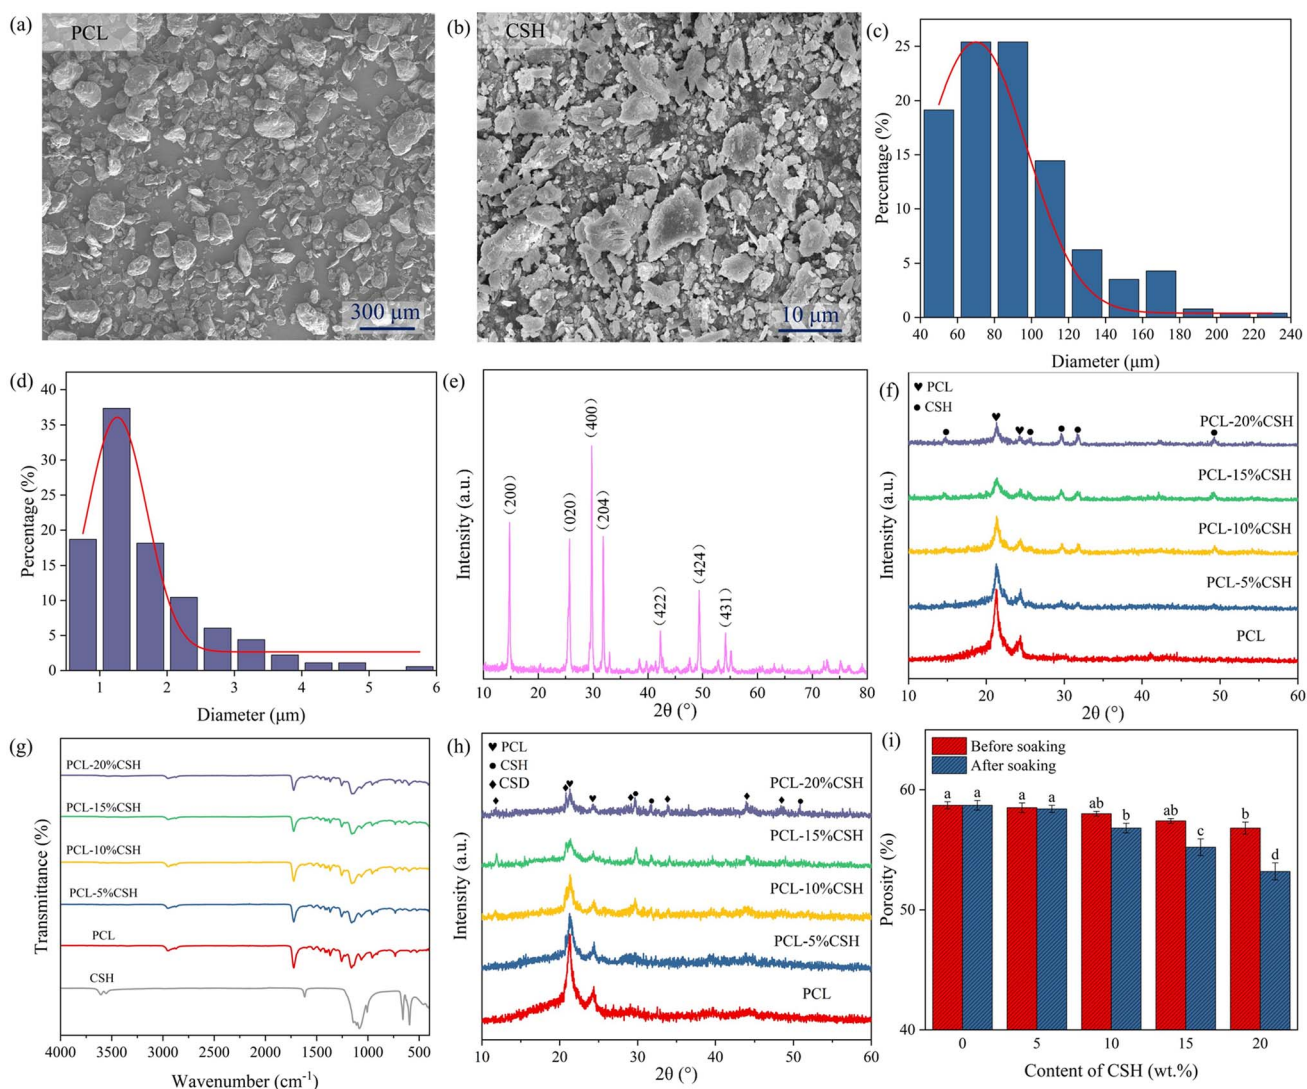 (a)
PCL
300 μm
(b)
CSH
10 μm
(c)
Percentage (%)
25
20
15
10
5
0
40 60 80 100 120 140 160 180 200 220 240
Diameter (μm)
(d)
Percentage (%)
40
35
30
25
20
15
10
5
0
1 2 3 4 5 6
Diameter (μm)
(e)
Intensity (a.u.)
(200)
(020)
(400)
(204)
(422)
(424)
(431)
10 20 30 40 50 60 70 80
2θ (°)
(f)
♥ PCL
● CSH
Intensity (a.u.)
PCL-20%CSH
PCL-15%CSH
PCL-10%CSH
PCL-5%CSH
PCL
10 20 30 40 50 60
2θ (°)
(g)
Transmittance (%)
PCL-20%CSH
PCL-15%CSH
PCL-10%CSH
PCL-5%CSH
PCL
CSH
4000 3500 3000 2500 2000 1500 1000 500
Wavenumber (cm⁻¹)
(h)
♥ PCL
● CSH
♦ CSD
Intensity (a.u.)
PCL-20%CSH
PCL-15%CSH
PCL-10%CSH
PCL-5%CSH
PCL
10 20 30 40 50 60
2θ (°)
(i)
Before soaking
After soaking
Porosity (%)
60
50
40
a a a a ab b ab c b d
0 5 10 15 20
Content of CSH (wt.%)